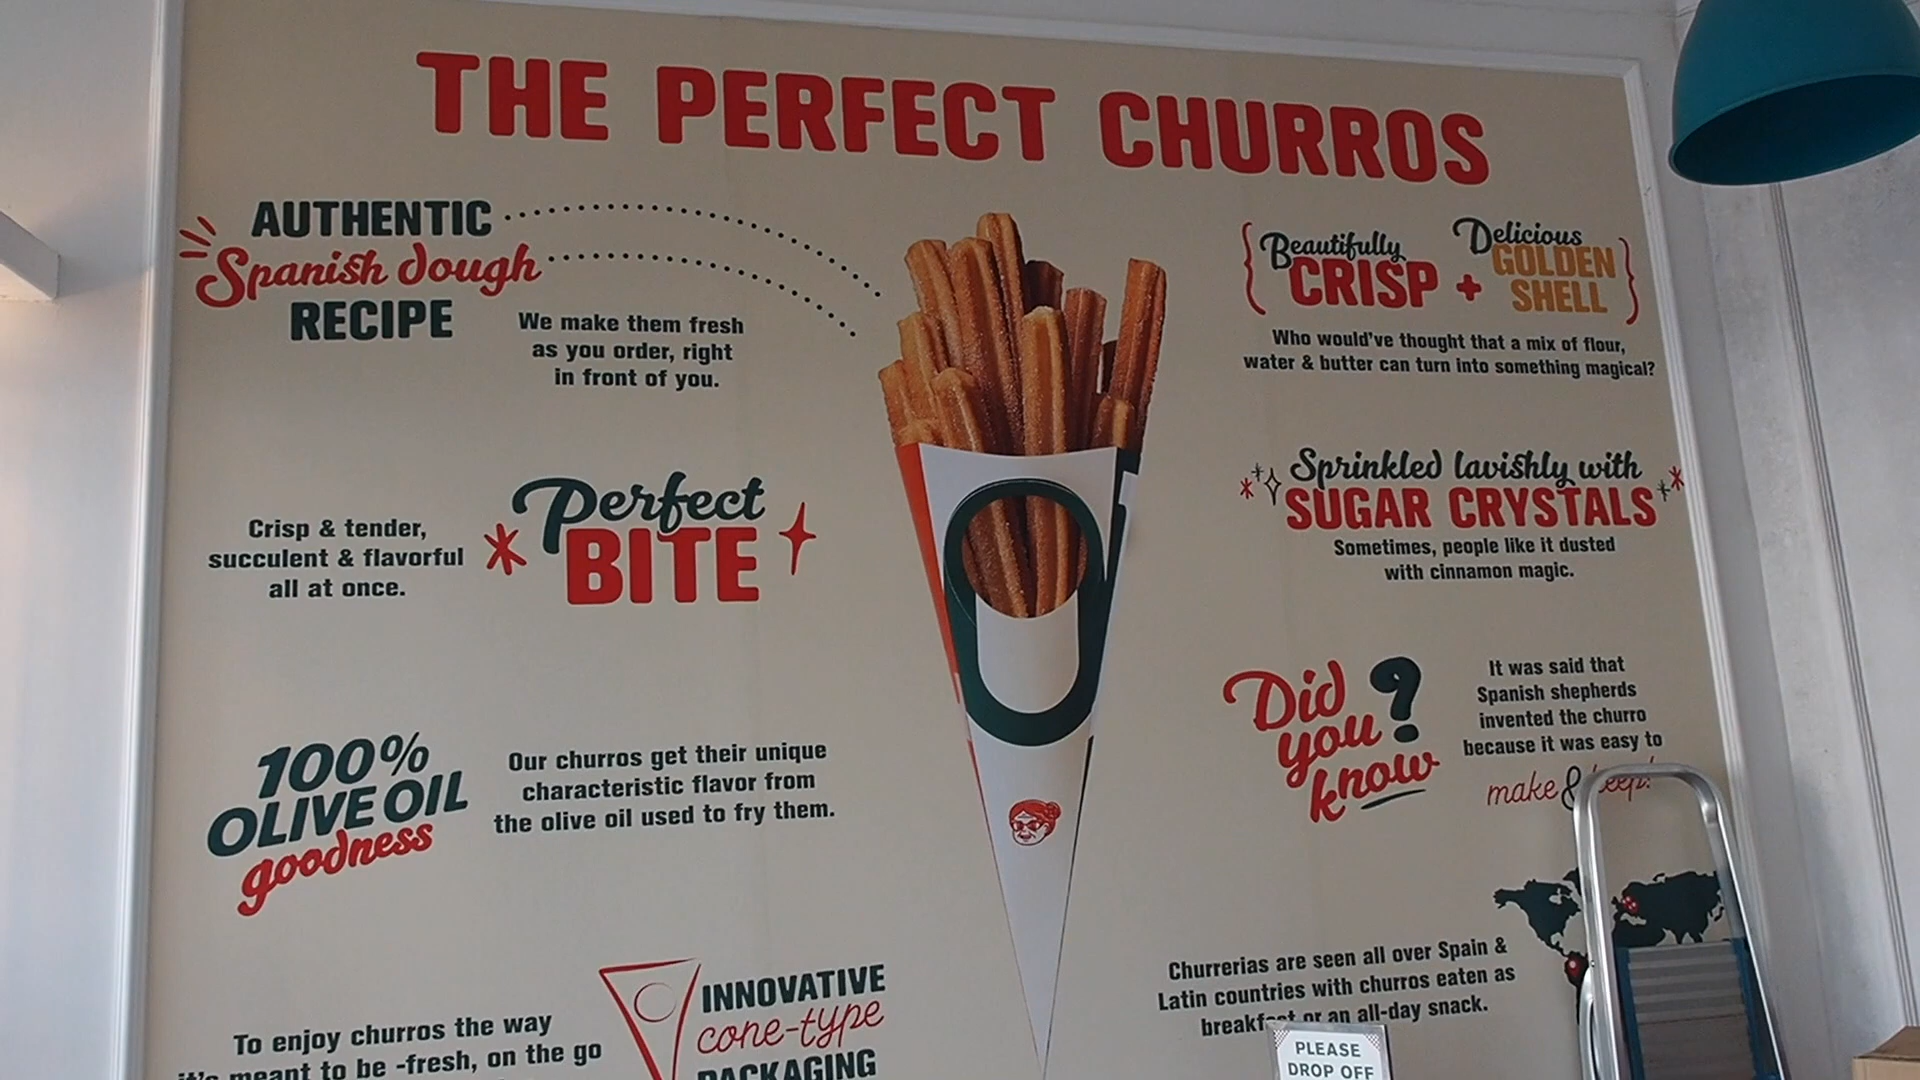 THE PERFECT CHURROS
AUTHENTIC
Spanish dough
RECIPE
We make them fresh
as you order, right
in front of you.
Beautifully
CRISP
+
Delicious
GOLDEN
SHELL
Who would've thought that a mix of flour,
water & butter can turn into something magical?
Crisp & tender,
succulent & flavorful
all at once.
Perfect
BITE
Sprinkled lavishly with
SUGAR CRYSTALS
Sometimes, people like it dusted
with cinnamon magic.
100%
OLIVE OIL
goodness
Our churros get their unique
characteristic flavor from
the olive oil used to fry them.
Did
you
know?
It was said that
Spanish shepherds
invented the churro
because it was easy to
make &
To enjoy churros the way
it's meant to be -fresh, on the go
INNOVATIVE
cone-type
PACKAGING
Churrerias are seen all over Spain &
Latin countries with churros eaten as
breakfast or an all-day snack.
PLEASE
DROP OFF